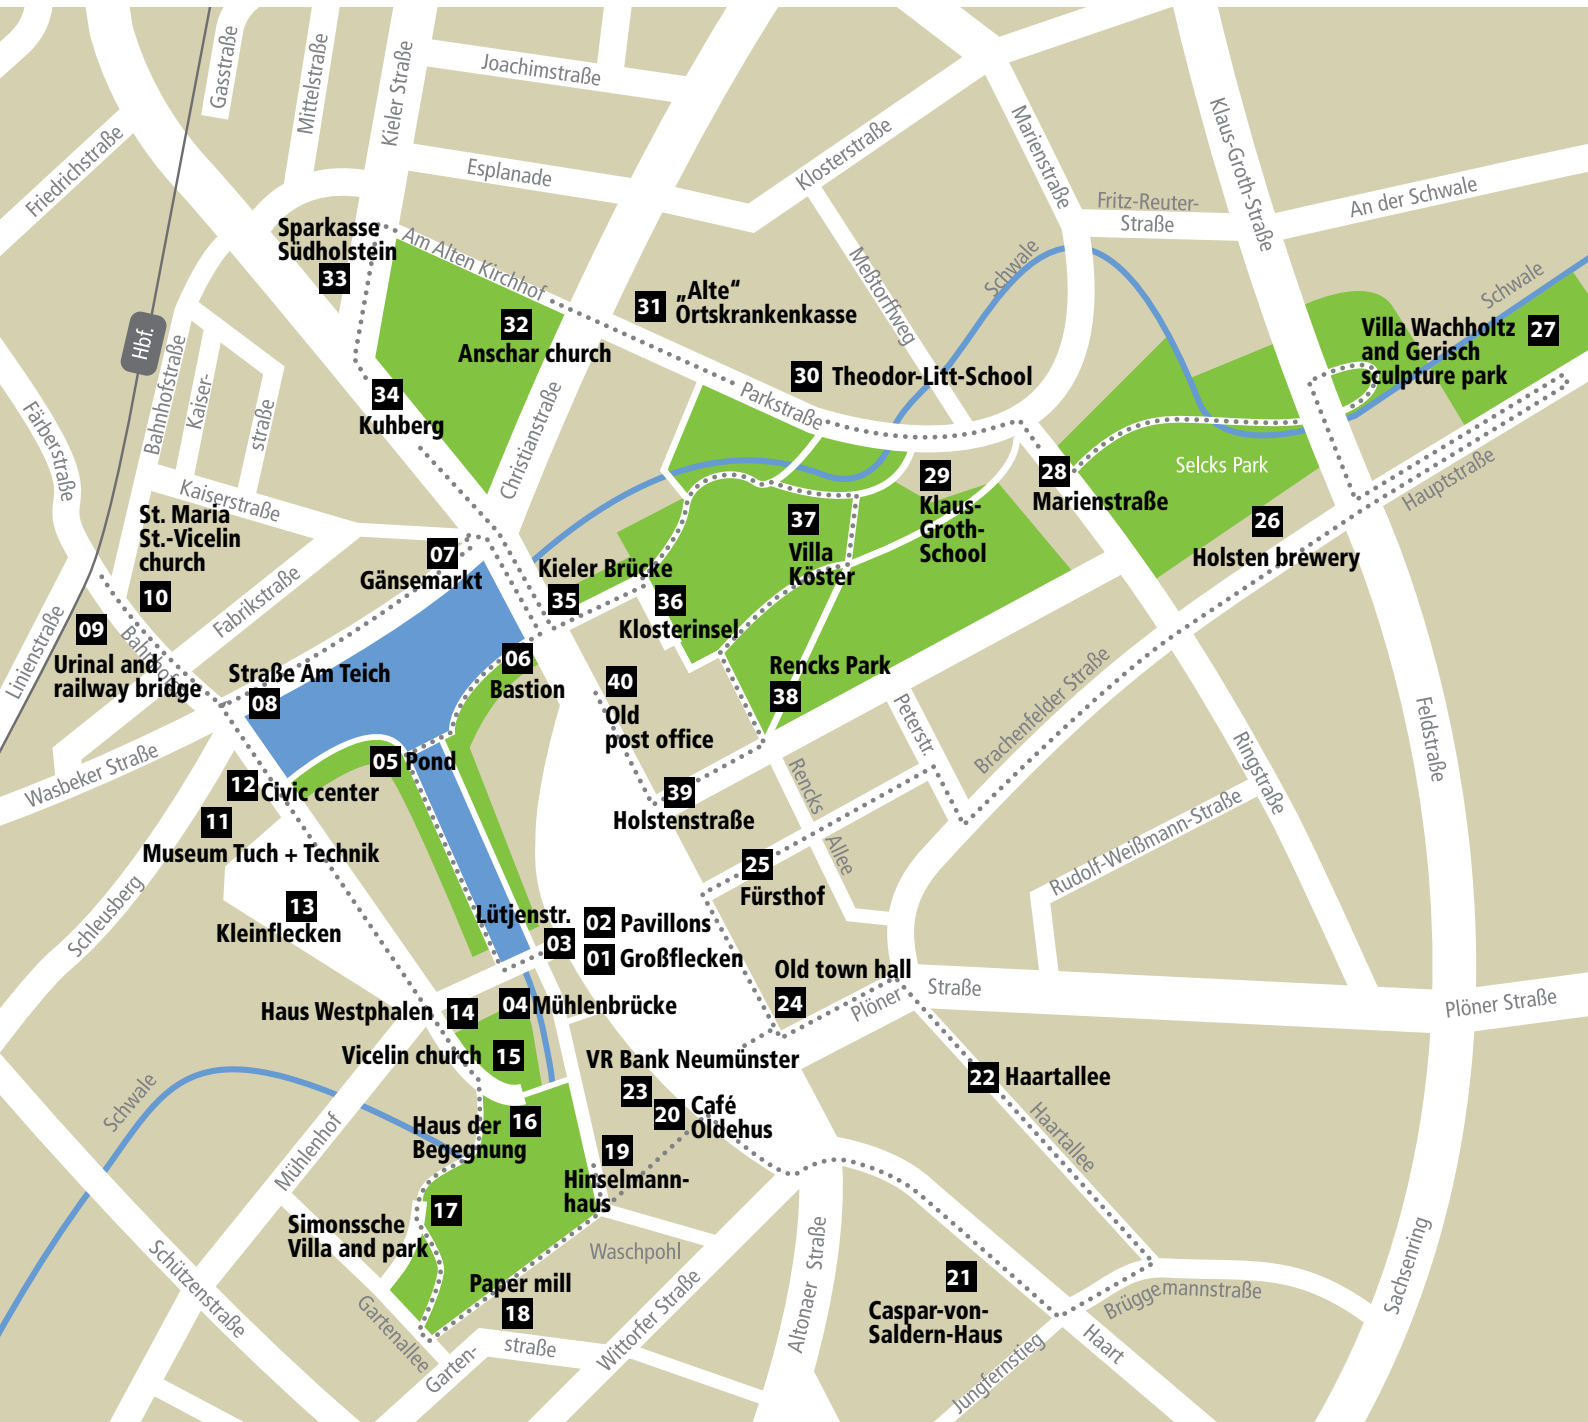 Gasstraße
Mittelstraße
Kieler Straße
Joachimstraße
Friedrichstraße
Esplanade
Klosterstraße
Marienstraße
Klaus-Groth-Straße
Fritz-Reuter-
Straße
An der Schwale
Sparkasse
Südholstein
33
Am Alten Kirchhof
Meßtorffweg
Schwale
Schwale
Hbf.
Bahnhofstraße
Kaiser-
straße
32
Anschar church
31
„Alte“
Ortskrankenkasse
Villa Wachholtz
and Gerisch
sculpture park
27
30 Theodor-Litt-School
Parkstraße
34
Kuhberg
Christianstraße
Färberstraße
Kaiserstraße
St. Maria
St.-Vicelin
church
10
29
Klaus-
Groth-
School
28
Marienstraße
Selcks Park
Hauptstraße
26
Holsten brewery
37
Villa
Köster
07
Gänsemarkt
Kieler Brücke
35
36
Klosterinsel
Fabrikstraße
Linienstraße
09
Urinal and
railway bridge
Bahnhofstr.
Straße Am Teich
08
06
Bastion
40
Old
post office
Rencks Park
38
Peterstr.
Brachenfelder Straße
Ringstraße
Feldstraße
Wasbeker Straße
12
Civic center
05 Pond
11
Museum Tuch + Technik
39
Holstenstraße
Rencks
Allee
Rudolf-Weißmann-Straße
25
Fürsthof
Schleusberg
13
Kleinflecken
Lütjenstr.
03
02 Pavillons
01 Großflecken
Old town hall
24
Plöner
Straße
Plöner Straße
Haus Westphalen 14
04 Mühlenbrücke
Vicelin church 15
VR Bank Neumünster
23
20
Café
Oldehus
22 Haartallee
Haartallee
Schwale
Mühlenhof
Haus der
Begegnung
16
19
Hinselmann-
haus
17
Simonssche
Villa and park
Waschpohl
Paper mill
18
Schützenstraße
Gartenallee
Garten-
straße
Wittorfer Straße
Altonaer Straße
21
Caspar-von-
Saldern-Haus
Brüggemannstraße
Sachsenring
Jungfernstieg
Haart